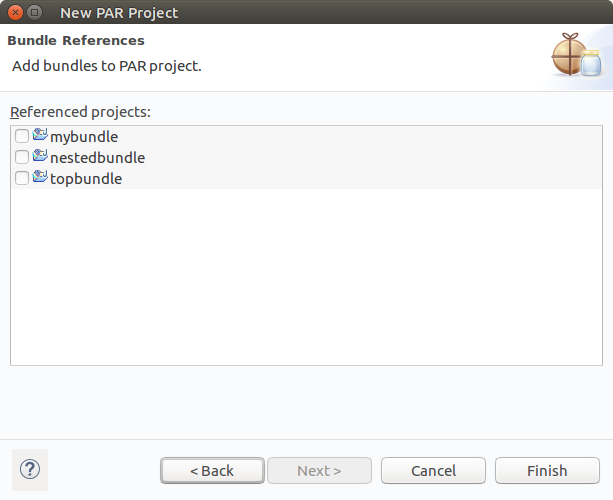 New PAR Project
Bundle References
Add bundles to PAR project.
Referenced projects:
mybundle
nestedbundle
topbundle
?
< Back
Next >
Cancel
Finish